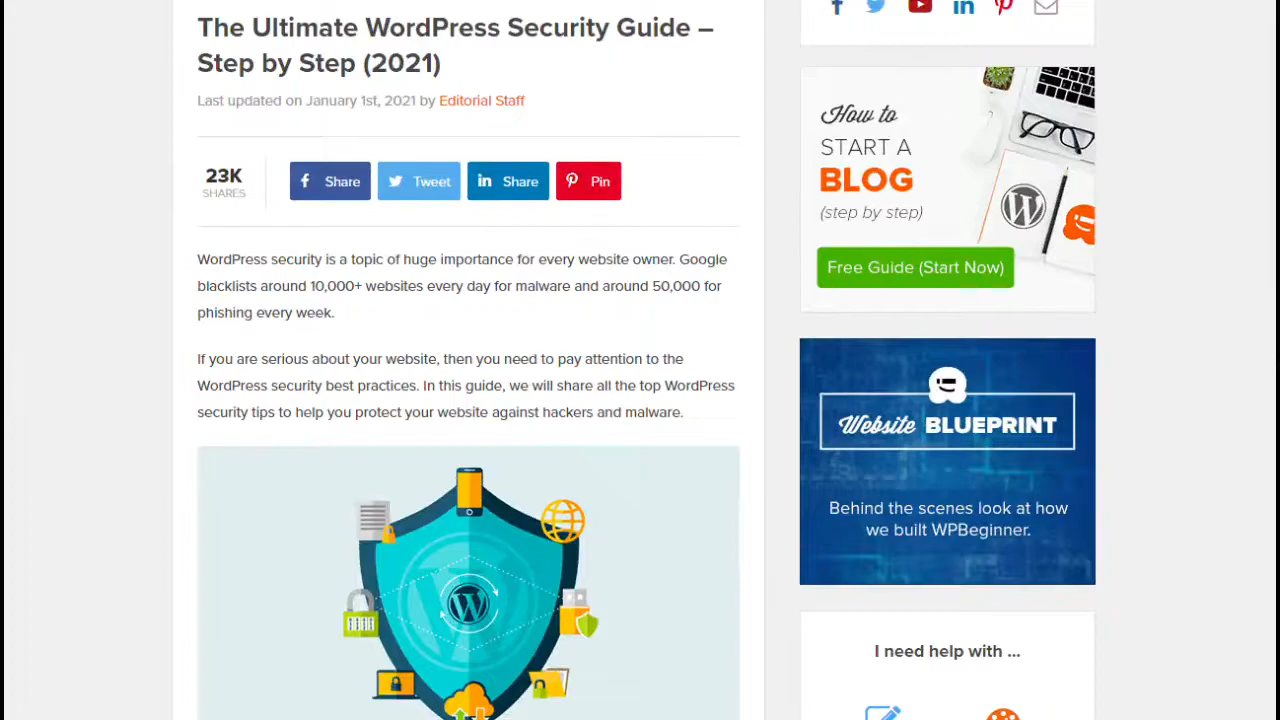 The Ultimate WordPress Security Guide –
Step by Step (2021)
Last updated on January 1st, 2021 by Editorial Staff
23K
SHARES
Share
Tweet
Share
Pin
WordPress security is a topic of huge importance for every website owner. Google
blacklists around 10,000+ websites every day for malware and around 50,000 for
phishing every week.
If you are serious about your website, then you need to pay attention to the
WordPress security best practices. In this guide, we will share all the top WordPress
security tips to help you protect your website against hackers and malware.
How to
START A
BLOG
(step by step)
Free Guide (Start Now)
Website BLUEPRINT
Behind the scenes look at how
we built WPBeginner.
I need help with ...